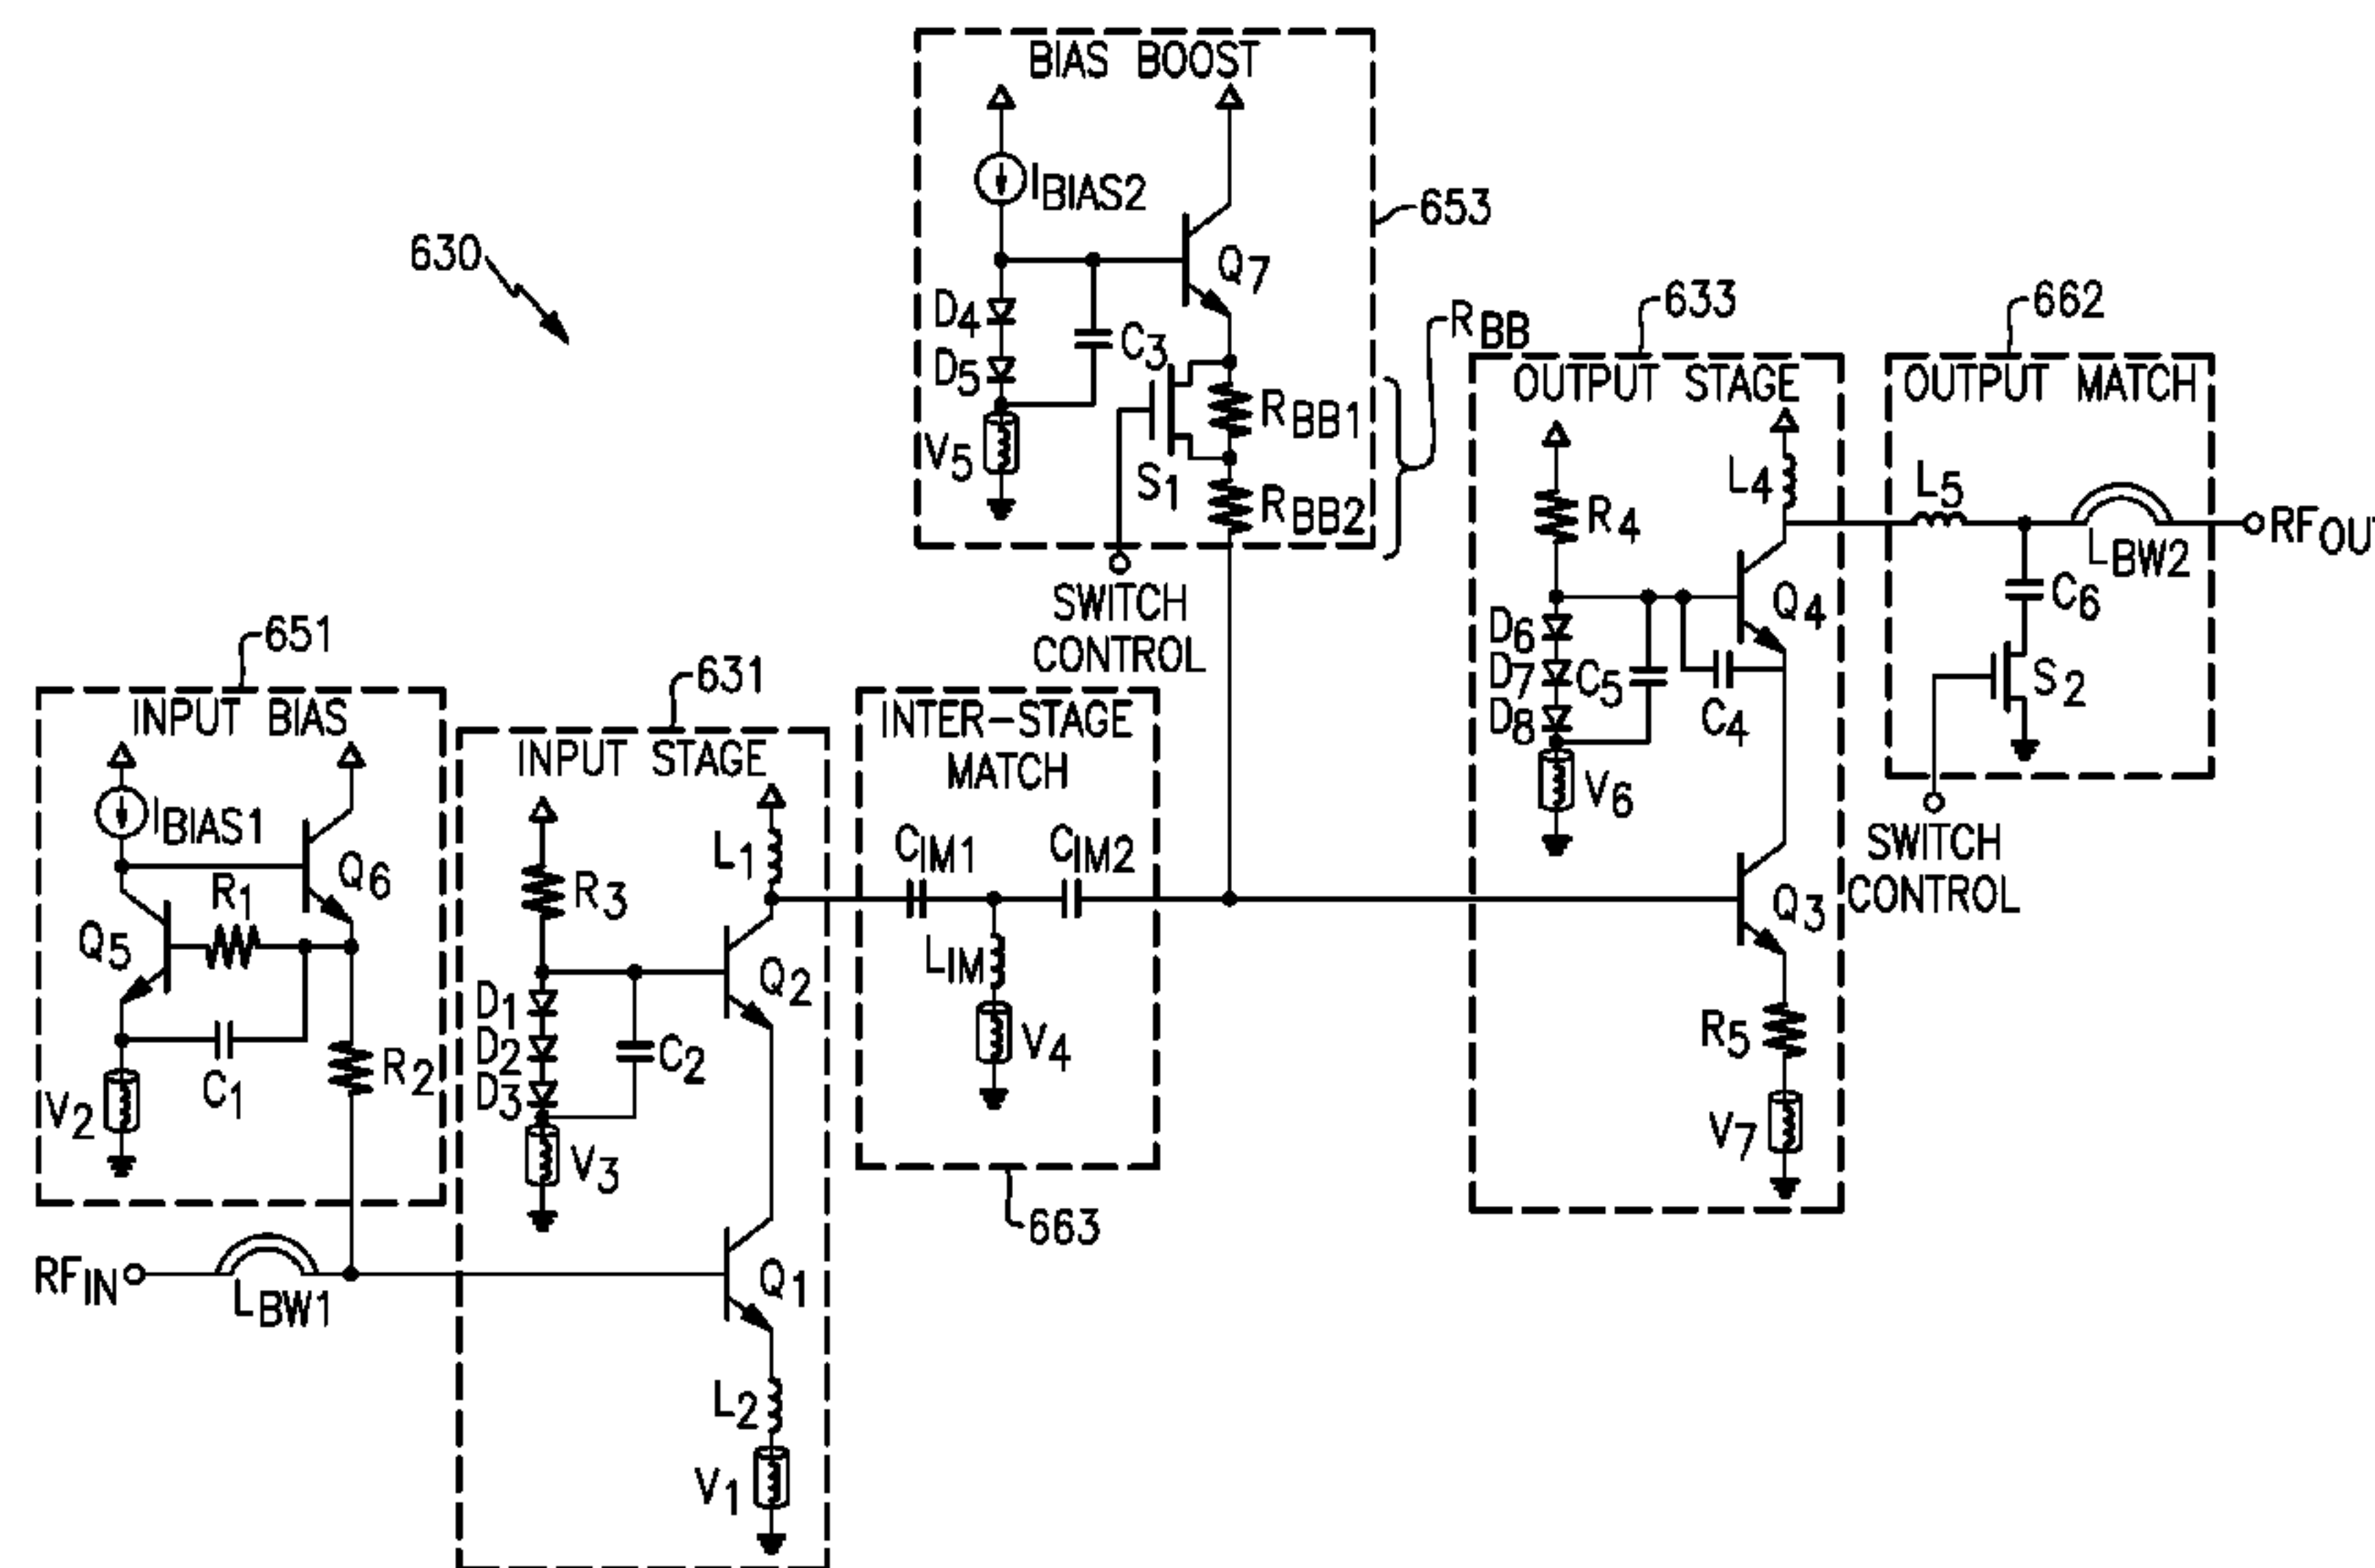 630
BIAS BOOST
IBIAS2
Q7
D4
D5
C3
V5
S1
RBB1
RBB2
653
RBB
SWITCH
CONTROL
633
OUTPUT STAGE
R4
L4
D6
D7
D8
C5
C4
Q4
V6
Q3
R5
V7
662
OUTPUT MATCH
L5
LBW2
C6
S2
RFOU
SWITCH
CONTROL
651
INPUT BIAS
IBIAS1
Q6
R1
Q5
C1
R2
V2
RFIN
LBW1
631
INPUT STAGE
R3
L1
D1
D2
D3
C2
Q2
V3
Q1
L2
V1
INTER-STAGE
MATCH
CIM1
CIM2
LIM
V4
663